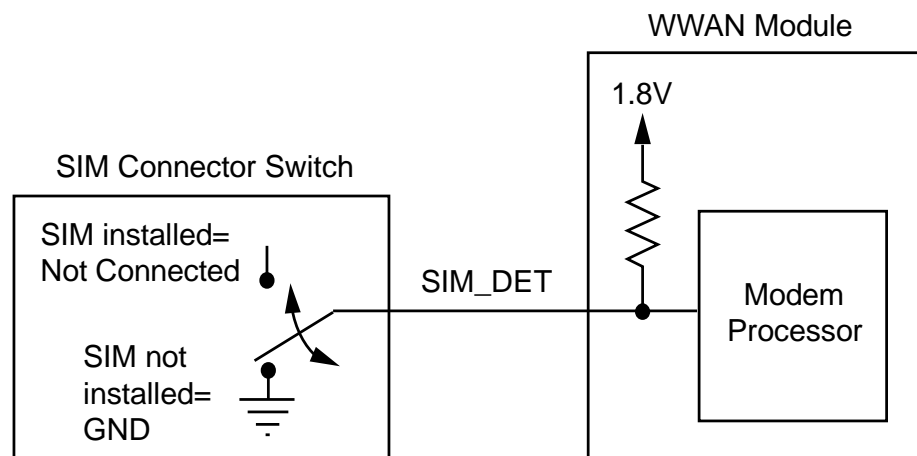 WWAN Module
1.8V
SIM Connector Switch
SIM installed=
Not Connected
SIM_DET
Modem
Processor
SIM not
installed=
GND